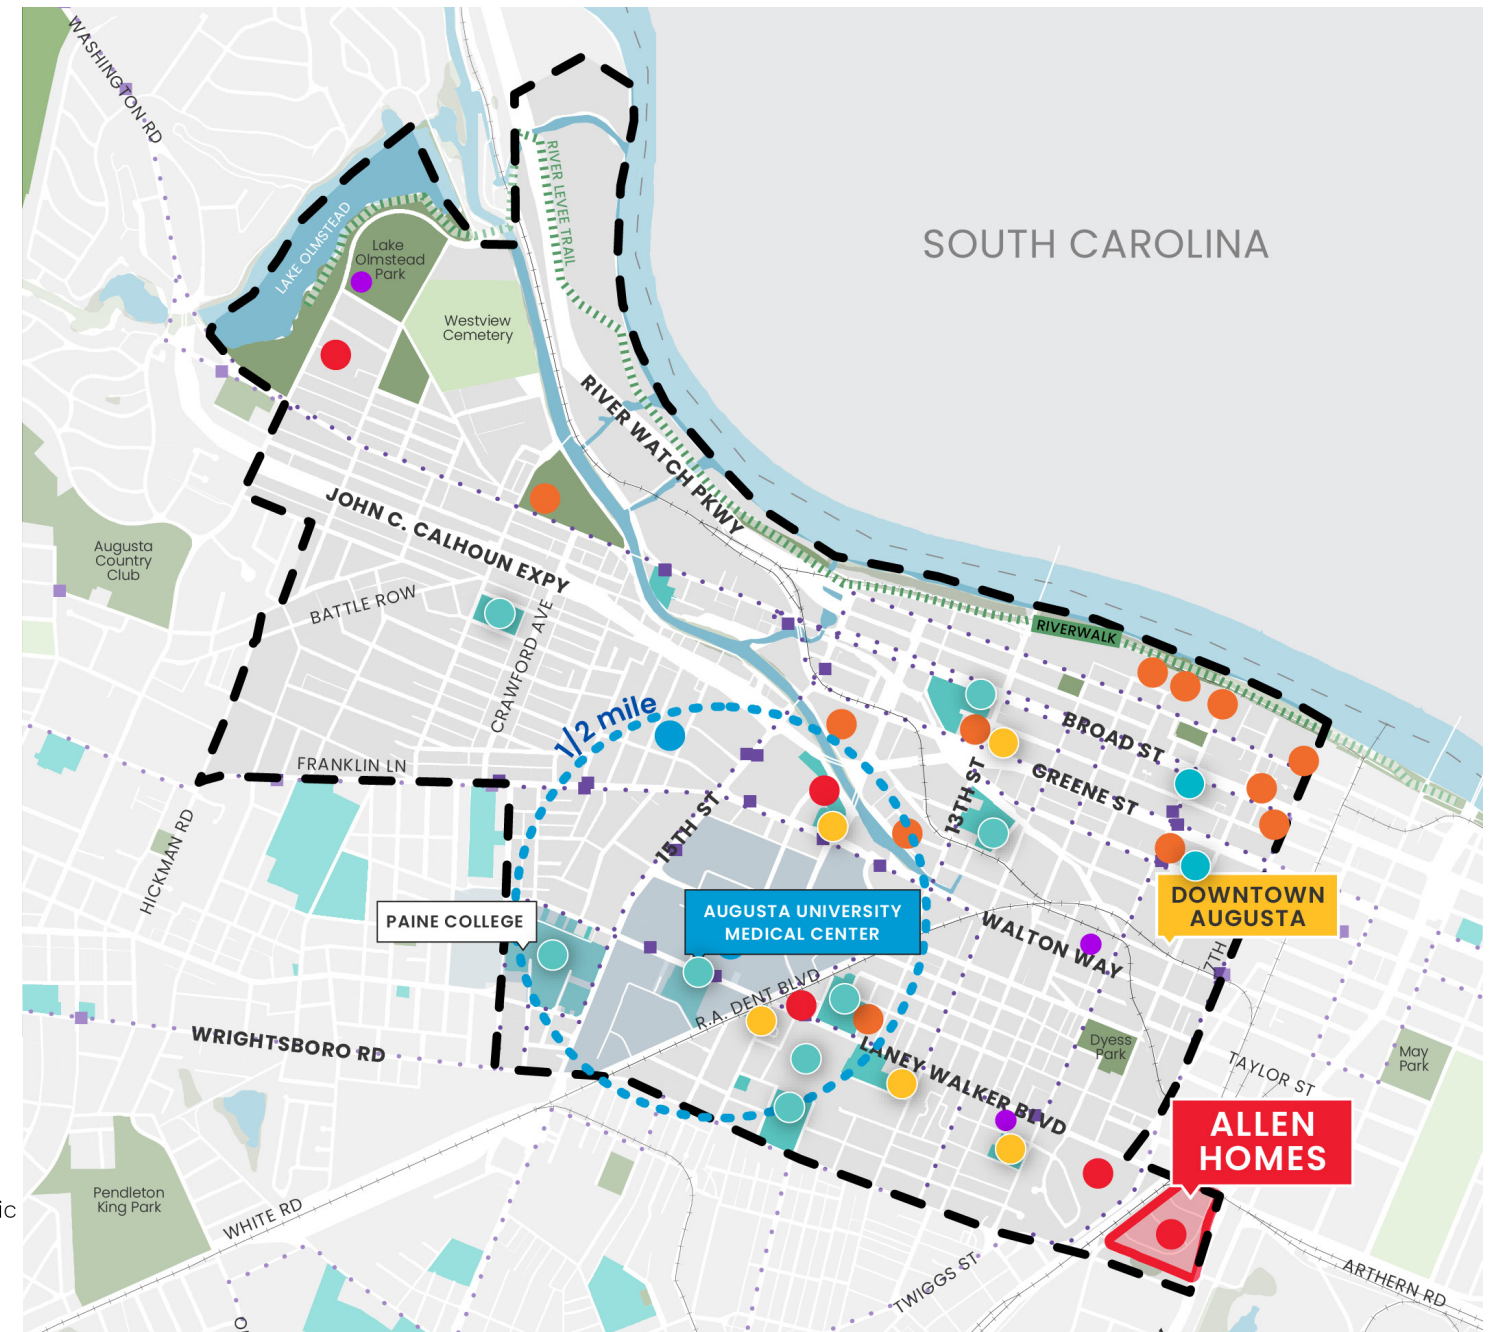 WASHINGTON RD
LAKE OLMSTEAD
Lake
Olmstead
Park
RIVER LEVEE TRAIL
SOUTH CAROLINA
Westview
Cemetery
RIVER WATCH PKWY
JOHN C. CALHOUN EXPY
Augusta
Country
Club
BATTLE ROW
CRAWFORD AVE
RIVERWALK
1/2 mile
BROAD ST
GREENE ST
13TH ST
FRANKLIN LN
15TH ST
HICKMAN RD
PAINE COLLEGE
AUGUSTA UNIVERSITY
MEDICAL CENTER
DOWNTOWN
AUGUSTA
WALTON WAY
7TH
R.A. DENT BLVD
WRIGHTSBORO RD
LANEY WALKER BLVD
Dyess
Park
TAYLOR ST
May
Park
ALLEN
HOMES
Pendleton
King Park
ic
WHITE RD
TWIGGS ST
ARTHERN RD